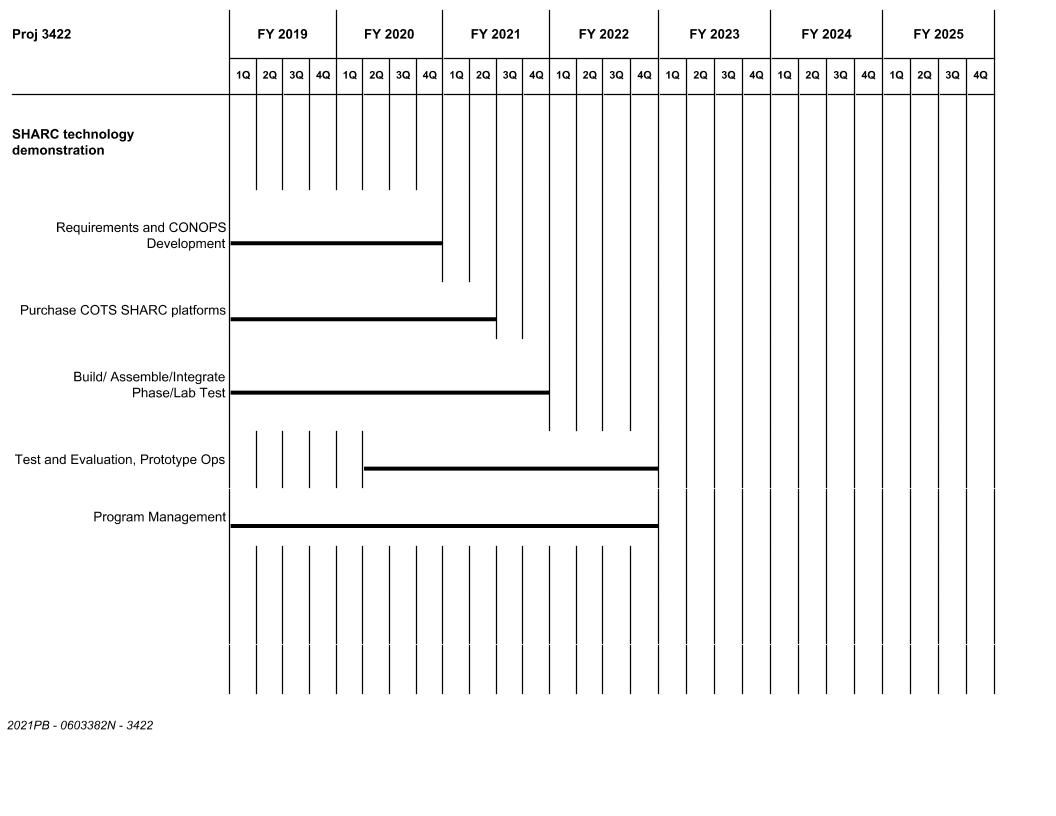 Proj 3422 FY 2019 FY 2020 FY 2021 FY 2022 FY 2023 FY 2024 FY 2025
1Q 2Q 3Q 4Q 1Q 2Q 3Q 4Q 1Q 2Q 3Q 4Q 1Q 2Q 3Q 4Q 1Q 2Q 3Q 4Q 1Q 2Q 3Q 4Q 1Q 2Q 3Q 4Q
SHARC technology
demonstration
Requirements and CONOPS
Development
Purchase COTS SHARC platforms
Build/ Assemble/Integrate
Phase/Lab Test
Test and Evaluation, Prototype Ops
Program Management
2021PB - 0603382N - 3422